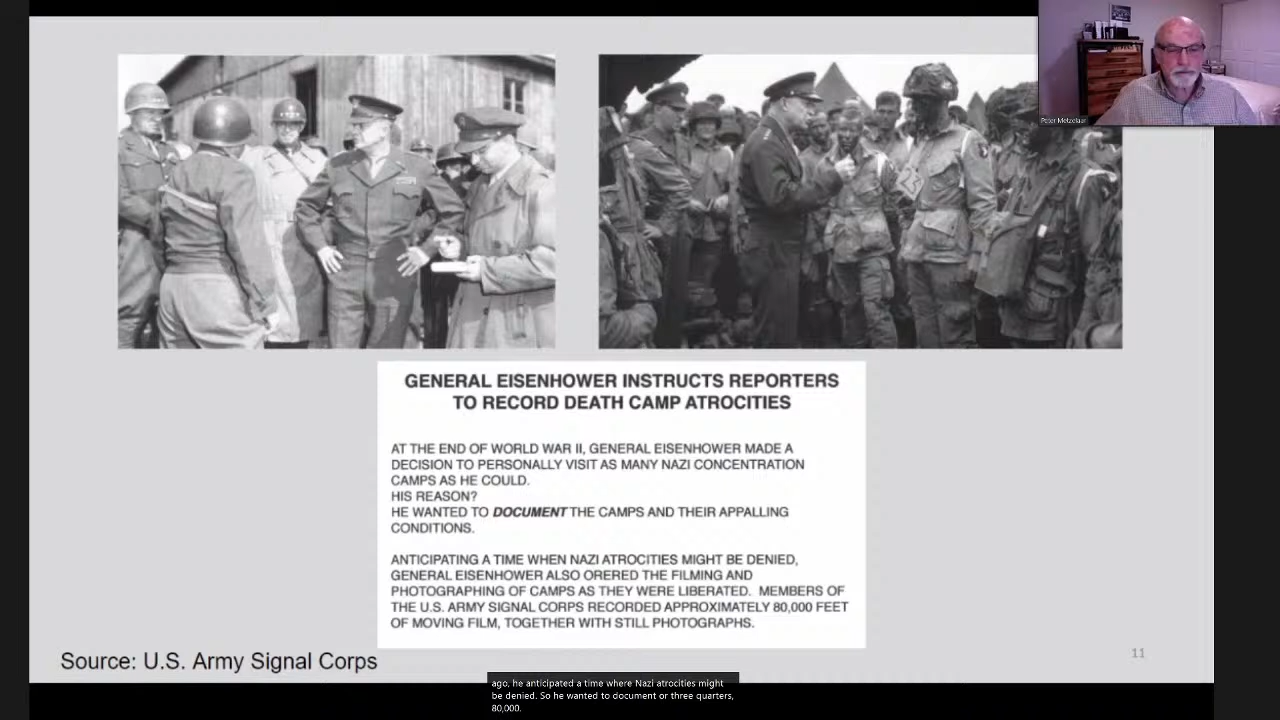 Peter Metzelaar
GENERAL EISENHOWER INSTRUCTS REPORTERS
TO RECORD DEATH CAMP ATROCITIES
AT THE END OF WORLD WAR II, GENERAL EISENHOWER MADE A
DECISION TO PERSONALLY VISIT AS MANY NAZI CONCENTRATION
CAMPS AS HE COULD.
HIS REASON?
HE WANTED TO DOCUMENT THE CAMPS AND THEIR APPALLING
CONDITIONS.
ANTICIPATING A TIME WHEN NAZI ATROCITIES MIGHT BE DENIED,
GENERAL EISENHOWER ALSO ORERED THE FILMING AND
PHOTOGRAPHING OF CAMPS AS THEY WERE LIBERATED. MEMBERS OF
THE U.S. ARMY SIGNAL CORPS RECORDED APPROXIMATELY 80,000 FEET
OF MOVING FILM, TOGETHER WITH STILL PHOTOGRAPHS.
Source: U.S. Army Signal Corps
11
ago, he anticipated a time where Nazi atrocities might
be denied. So he wanted to document or three quarters,
80,000.